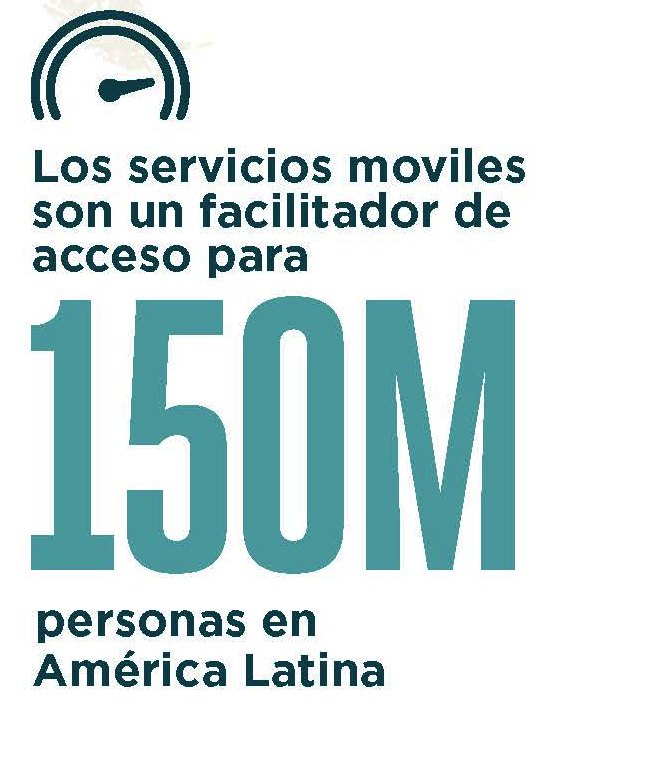 Los servicios moviles
son un facilitador de
acceso para
150M
personas en
América Latina